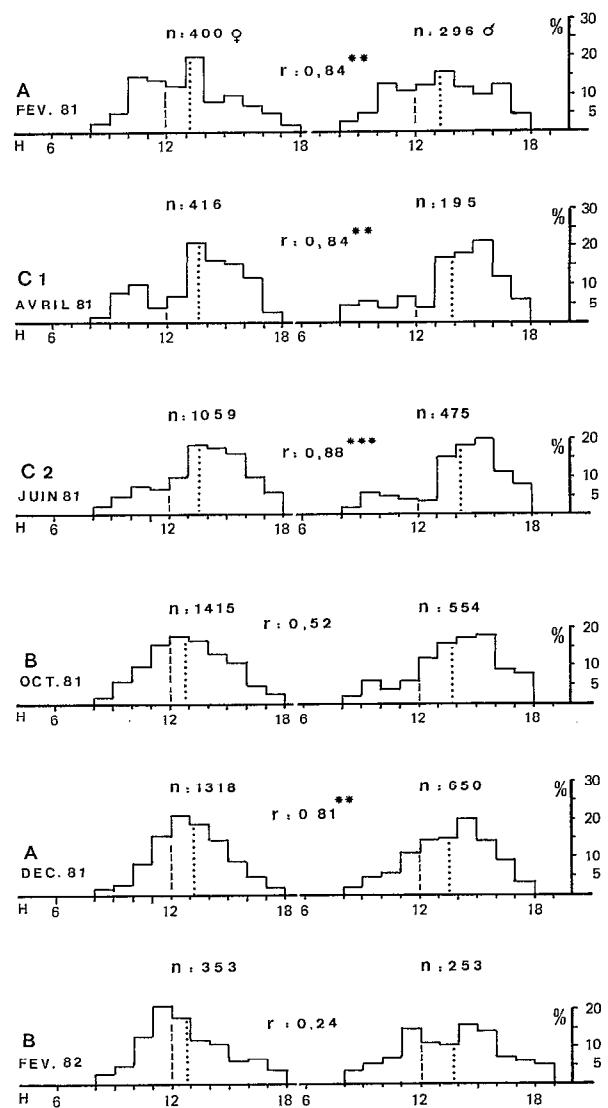 n:400 ♀ n:296 ♂ % 30
r:0,84** 20
A 10
FEV. 81 5
H 12 18 12 18
n:416 n:195 % 30
r:0,84** 20
C1 10
AVRIL 81 5
H 6 12 18 6 12 18
n:1059 n:475 % 20
r:0,88***
C2 10
JUIN 81 5
H 6 12 18 6 12 18
n:1415 n:554 % 20
r:0,52
B 10
OCT. 81 5
H 6 12 18 6 12 18
n:1318 n:650 % 30
r:0 81** 20
A 10
DEC. 81 5
H 6 12 18 6 12 18
n:353 n:253 % 20
r:0,24
B 10
FEV. 82 5
H 6 12 18 6 12 18